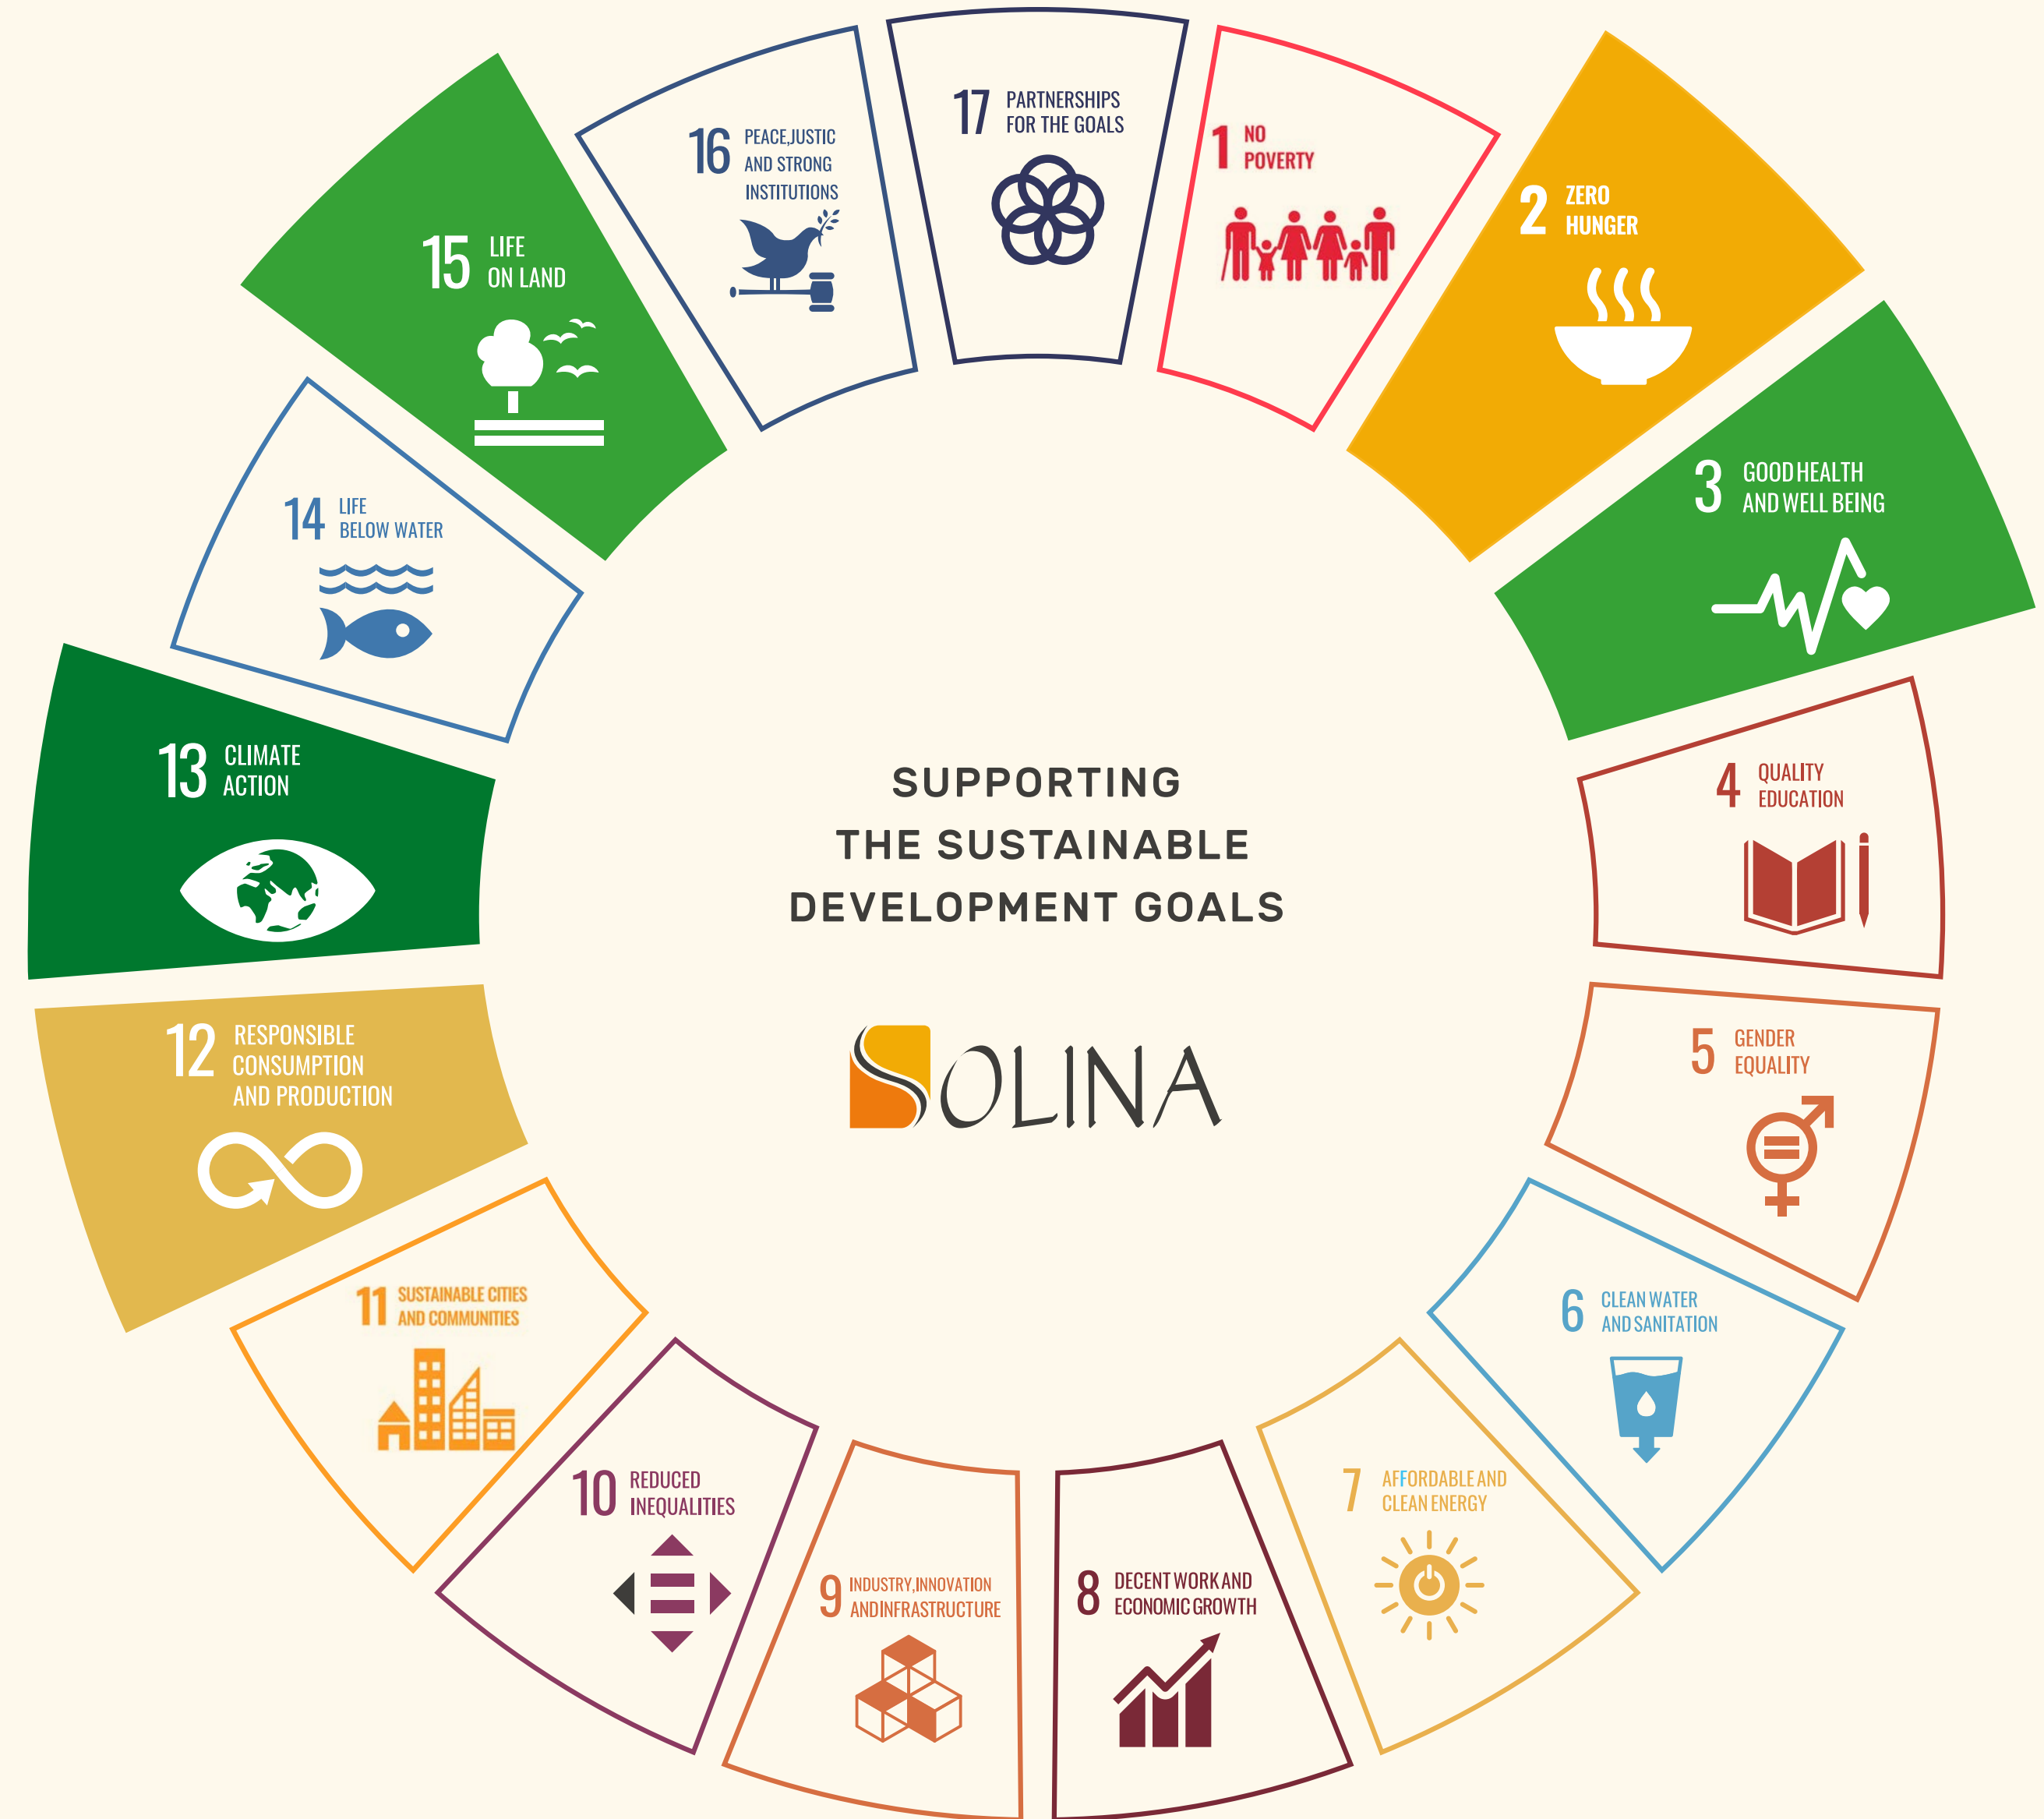 17 PARTNERSHIPS
FOR THE GOALS
1 NO
POVERTY
2 ZERO
HUNGER
3 GOOD HEALTH
AND WELL BEING
4 QUALITY
EDUCATION
5 GENDER
EQUALITY
6 CLEAN WATER
AND SANITATION
7 AFFORDABLE AND
CLEAN ENERGY
8 DECENT WORK AND
ECONOMIC GROWTH
9 INDUSTRY,INNOVATION
ANDINFRASTRUCTURE
10 REDUCED
INEQUALITIES
11 SUSTAINABLE CITIES
AND COMMUNITIES
12 RESPONSIBLE
CONSUMPTION
AND PRODUCTION
13 CLIMATE
ACTION
14 LIFE
BELOW WATER
15 LIFE
ON LAND
16 PEACE,JUSTIC
AND STRONG
INSTITUTIONS
SUPPORTING
THE SUSTAINABLE
DEVELOPMENT GOALS
SOLINA